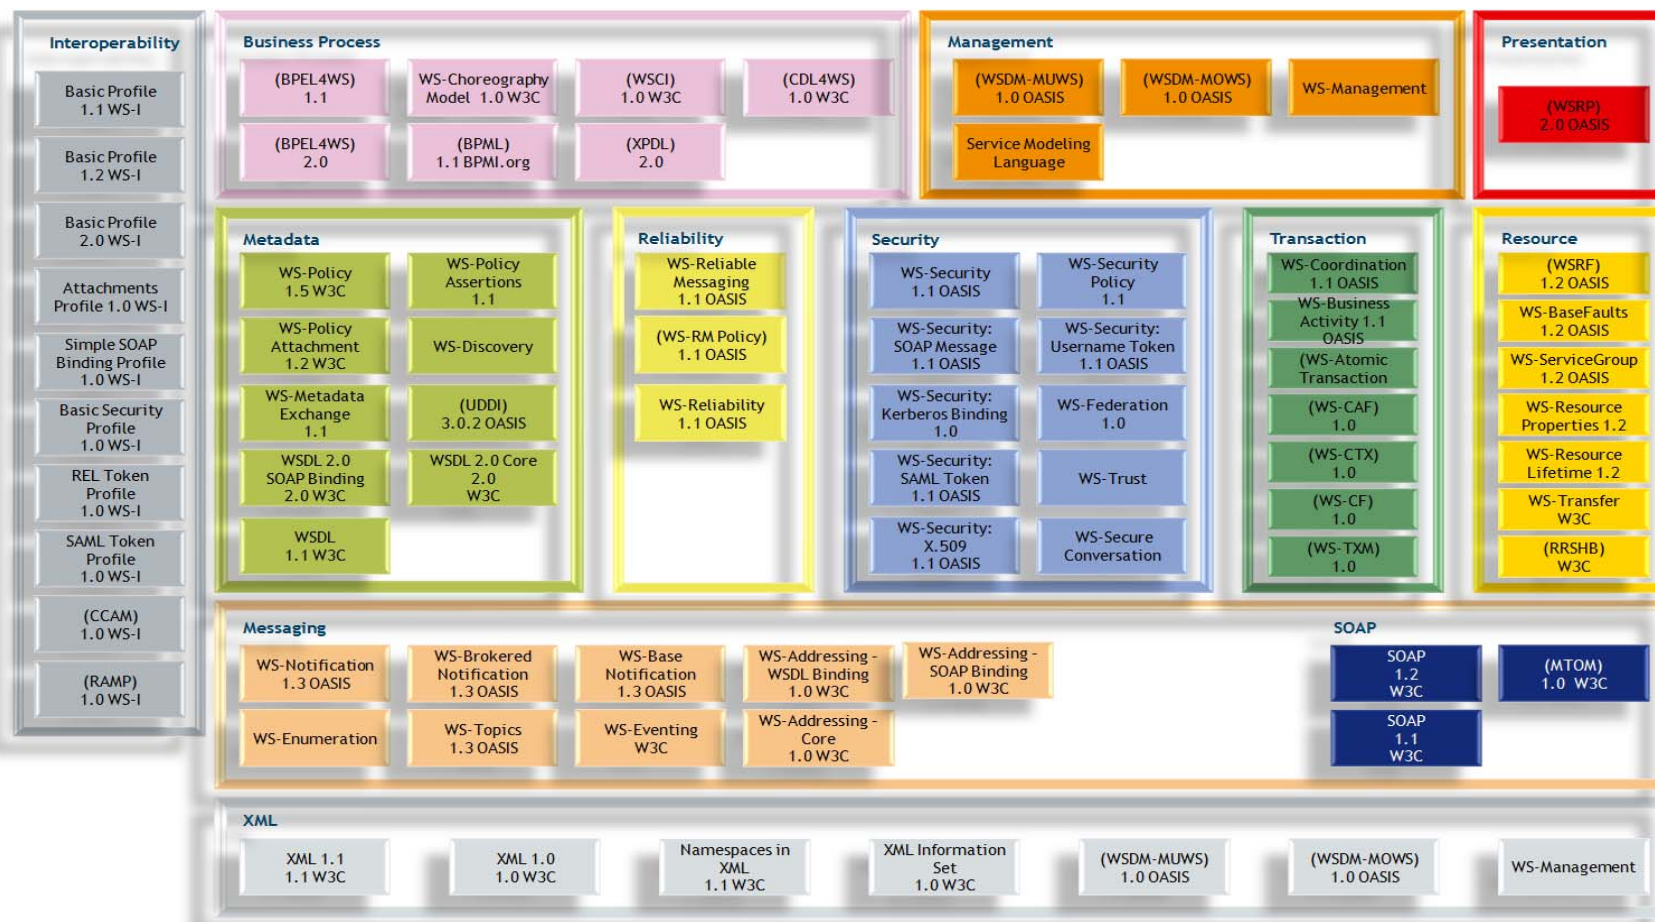 Interoperability
Basic Profile
1.1 WS-I
Basic Profile
1.2 WS-I
Basic Profile
2.0 WS-I
Attachments
Profile 1.0 WS-I
Simple SOAP
Binding Profile
1.0 WS-I
Basic Security
Profile
1.0 WS-I
REL Token
Profile
1.0 WS-I
SAML Token
Profile
1.0 WS-I
(CCAM)
1.0 WS-I
(RAMP)
1.0 WS-I
Business Process
(BPEL4WS)
1.1
WS-Choreography
Model 1.0 W3C
(WSCI)
1.0 W3C
(CDL4WS)
1.0 W3C
(BPEL4WS)
2.0
(BPML)
1.1 BPMI.org
(XPDL)
2.0
Management
(WSDM-MUWS)
1.0 OASIS
(WSDM-MOWS)
1.0 OASIS
WS-Management
Service Modeling
Language
Presentation
(WSRP)
2.0 OASIS
Metadata
WS-Policy
1.5 W3C
WS-Policy
Assertions
1.1
WS-Policy
Attachment
1.2 W3C
WS-Discovery
WS-Metadata
Exchange
1.1
(UDDI)
3.0.2 OASIS
WSDL 2.0
SOAP Binding
2.0 W3C
WSDL 2.0 Core
2.0
W3C
WSDL
1.1 W3C
Reliability
WS-Reliable
Messaging
1.1 OASIS
(WS-RM Policy)
1.1 OASIS
WS-Reliability
1.1 OASIS
Security
WS-Security
1.1 OASIS
WS-Security
Policy
1.1
WS-Security:
SOAP Message
1.1 OASIS
WS-Security:
Username Token
1.1 OASIS
WS-Security:
Kerberos Binding
1.0
WS-Federation
1.0
WS-Security:
SAML Token
1.1 OASIS
WS-Trust
WS-Security:
X.509
1.1 OASIS
WS-Secure
Conversation
Transaction
WS-Coordination
1.1 OASIS
WS-Business
Activity 1.1
OASIS
(WS-Atomic
Transaction
(WS-CAF)
1.0
(WS-CTX)
1.0
(WS-CF)
1.0
(WS-TXM)
1.0
Resource
(WSRF)
1.2 OASIS
WS-BaseFaults
1.2 OASIS
WS-ServiceGroup
1.2 OASIS
WS-Resource
Properties 1.2
WS-Resource
Lifetime 1.2
WS-Transfer
W3C
(RRSHB)
W3C
Messaging
WS-Notification
1.3 OASIS
WS-Brokered
Notification
1.3 OASIS
WS-Base
Notification
1.3 OASIS
WS-Addressing -
WSDL Binding
1.0 W3C
WS-Addressing -
SOAP Binding
1.0 W3C
WS-Enumeration
WS-Topics
1.3 OASIS
WS-Eventing
W3C
WS-Addressing -
Core
1.0 W3C
SOAP
SOAP
1.2
W3C
(MTOM)
1.0 W3C
SOAP
1.1
W3C
XML
XML 1.1
1.1 W3C
XML 1.0
1.0 W3C
Namespaces in
XML
1.1 W3C
XML Information
Set
1.0 W3C
(WSDM-MUWS)
1.0 OASIS
(WSDM-MOWS)
1.0 OASIS
WS-Management